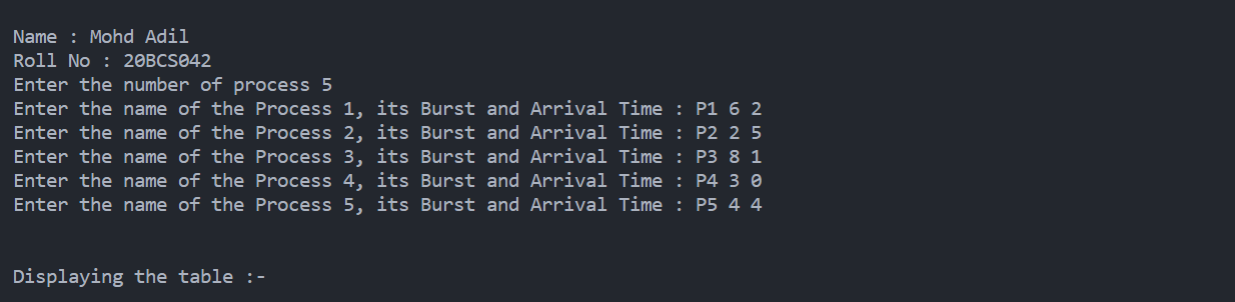 Name : Mohd Adil
Roll No : 20BCS042
Enter the number of process 5
Enter the name of the Process 1, its Burst and Arrival Time : P1 6 2
Enter the name of the Process 2, its Burst and Arrival Time : P2 2 5
Enter the name of the Process 3, its Burst and Arrival Time : P3 8 1
Enter the name of the Process 4, its Burst and Arrival Time : P4 3 0
Enter the name of the Process 5, its Burst and Arrival Time : P5 4 4
Displaying the table :-